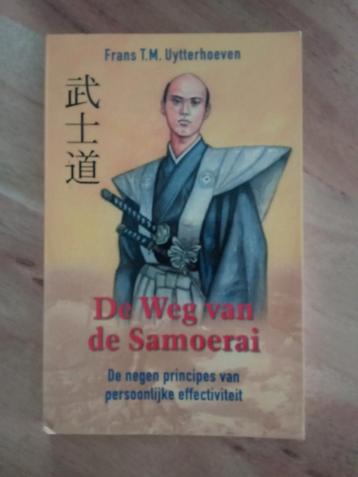 Frans T.M. Uytterhoeven
武士道
De Weg van
de Samoerai
De negen principes van
persoonlijke effectiviteit